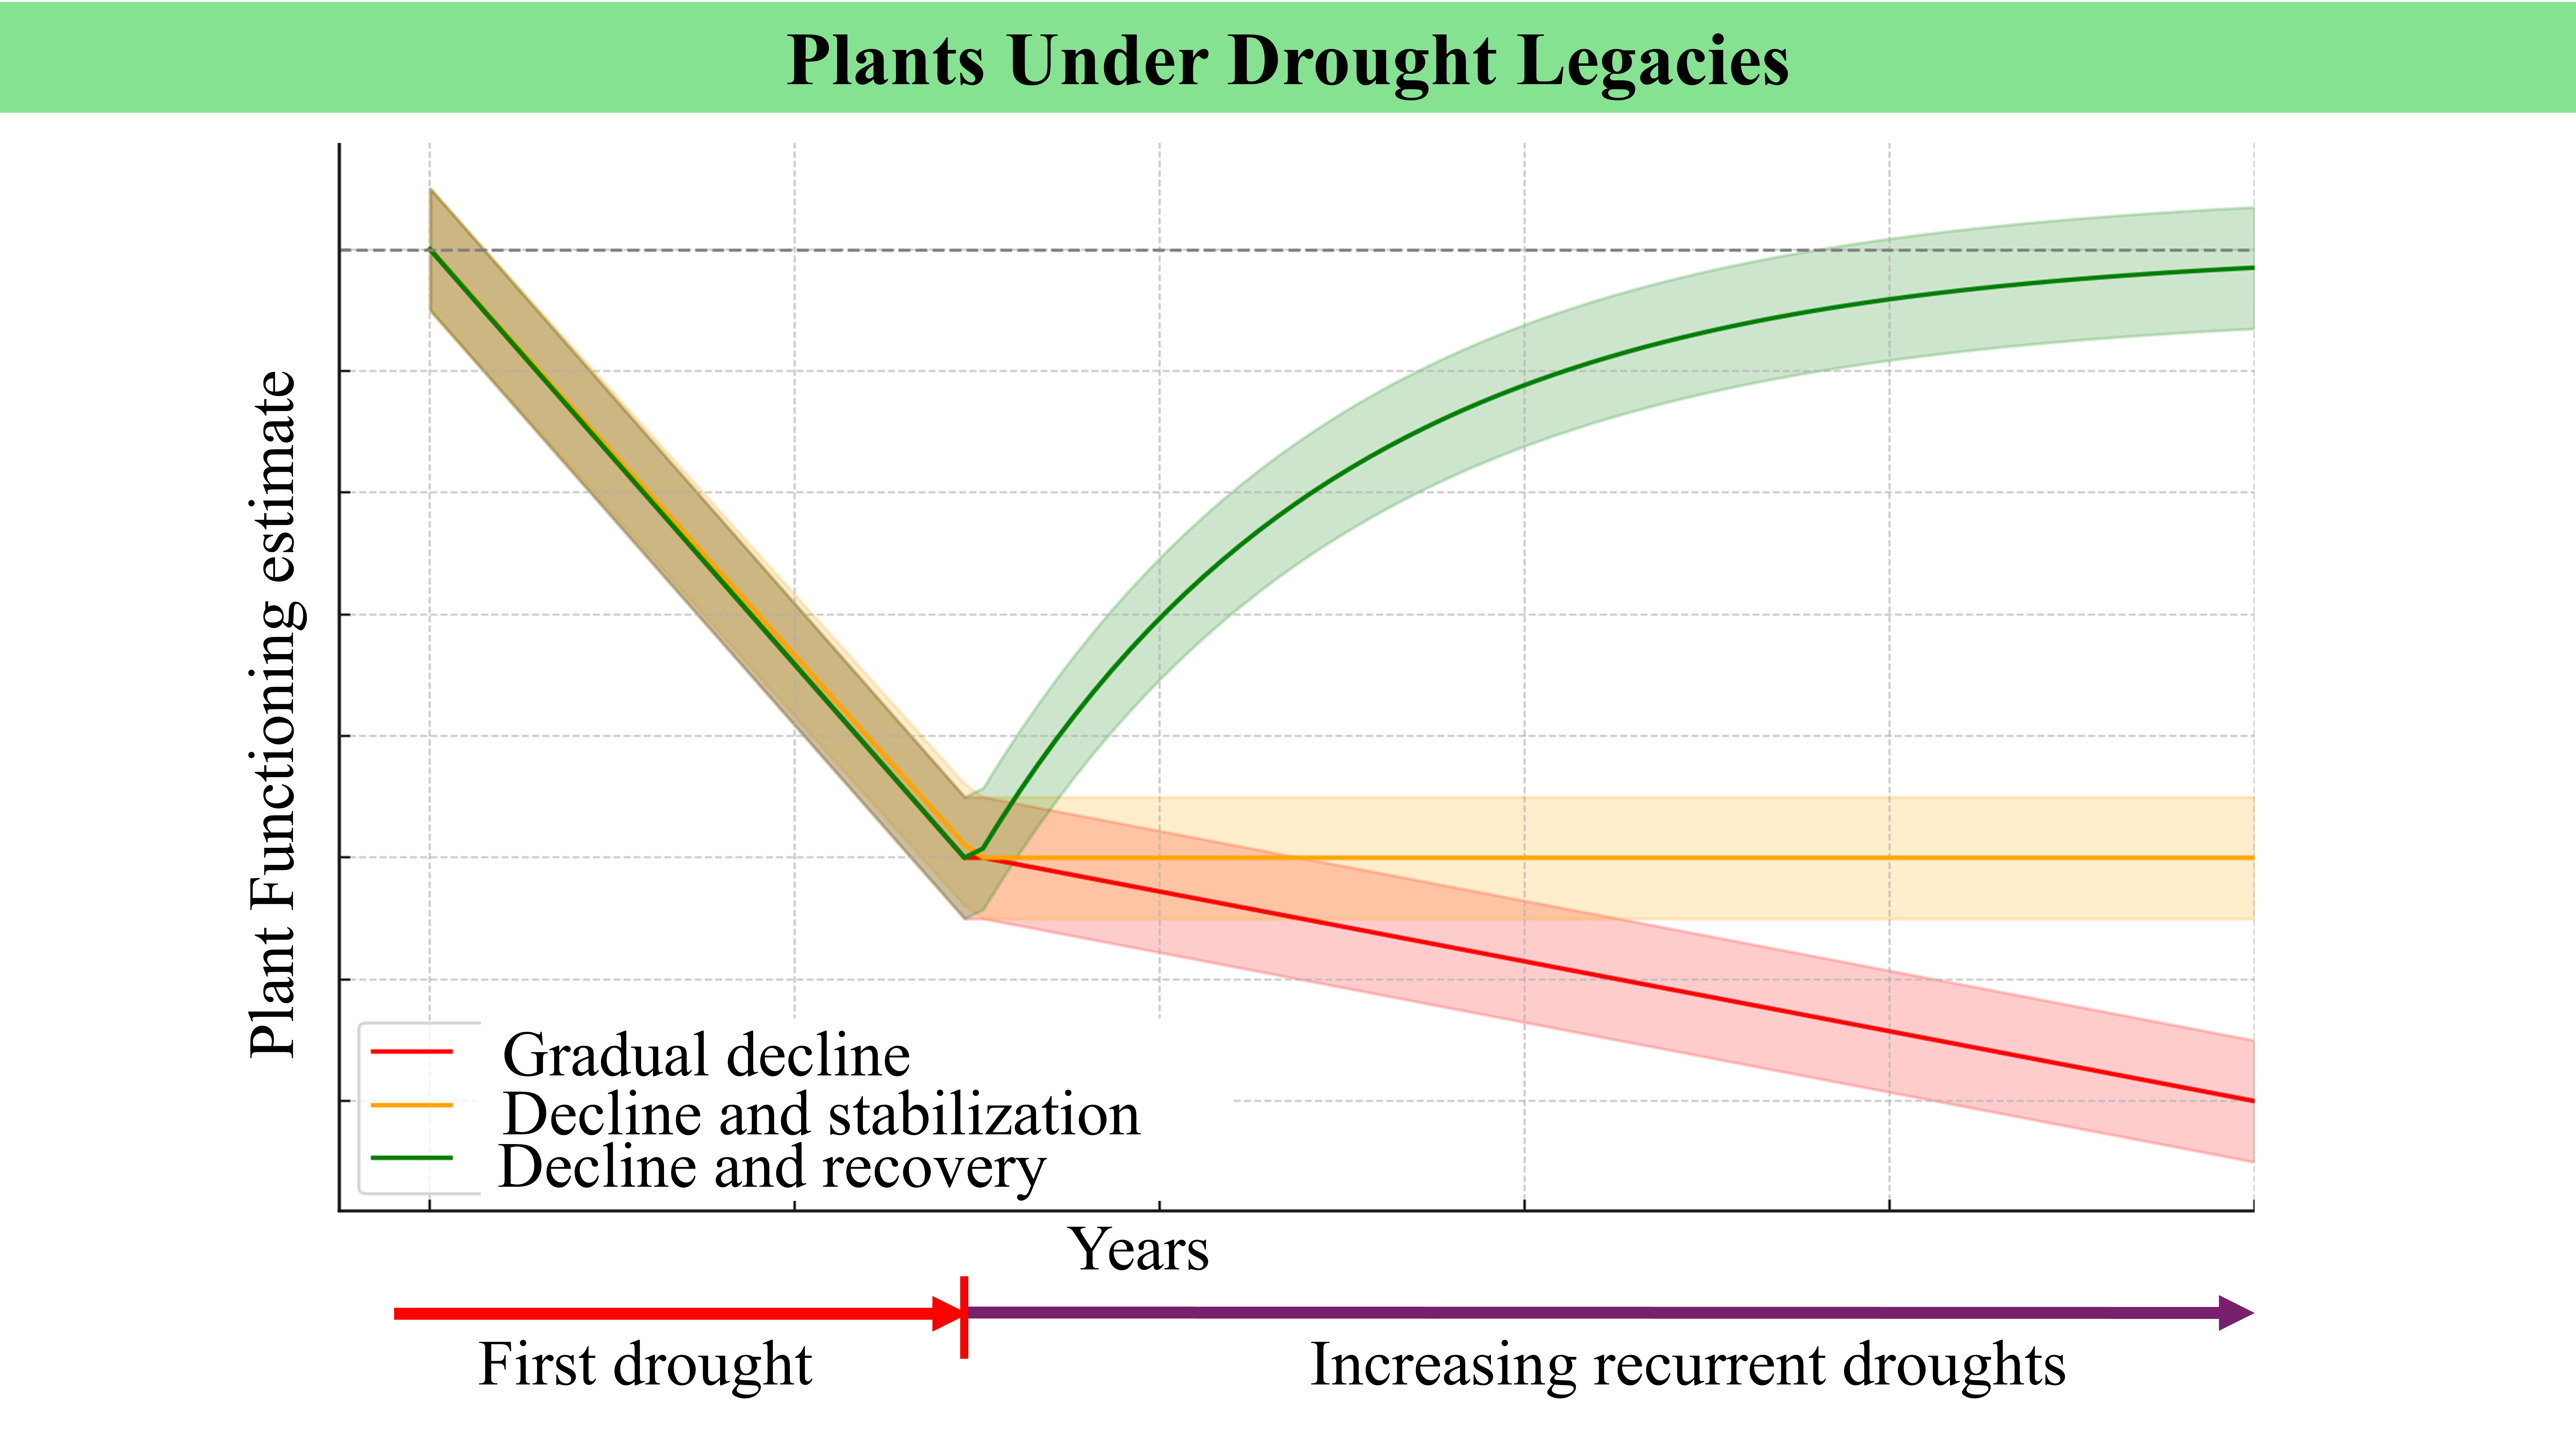 Plants Under Drought Legacies
Plant Functioning estimate
Gradual decline
Decline and stabilization
Decline and recovery
Years
First drought
Increasing recurrent droughts